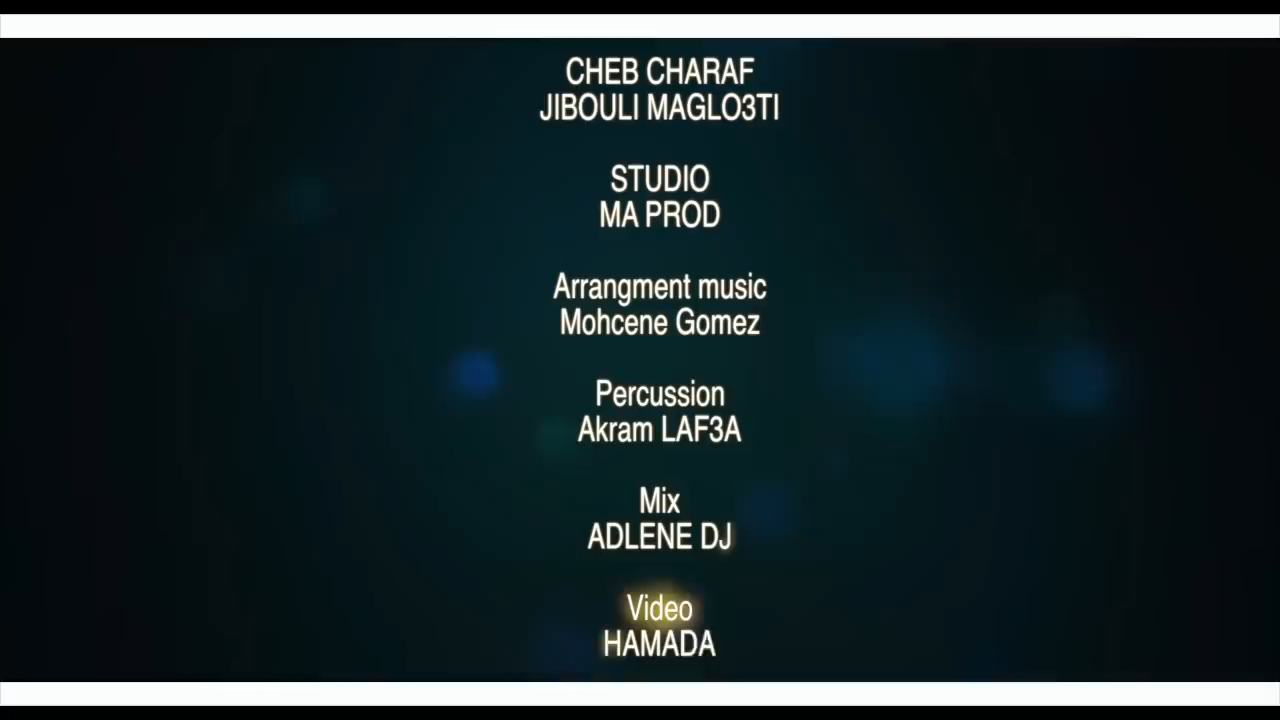 CHEB CHARAF
JIBOULI MAGLO3TI
STUDIO
MA PROD
Arrangment music
Mohcene Gomez
Percussion
Akram LAF3A
Mix
ADLENE DJ
Video
HAMADA